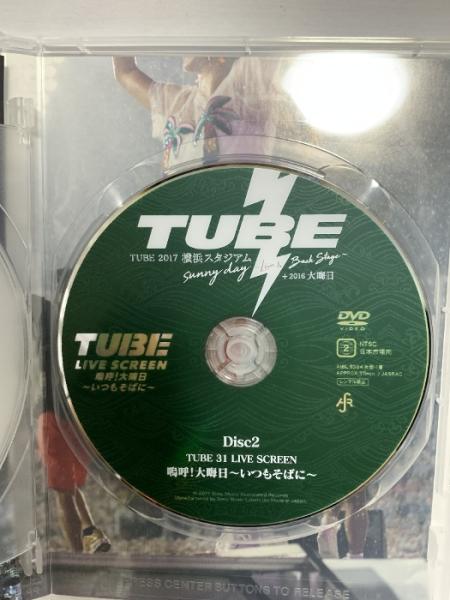 TUBE
TUBE 2017 横浜スタジアム
sunny day Live & Back Stage~
+2016 大晦日
TUBE
LIVE SCREEN
嗚呼!大晦日
~いつもそばに~
DVD
VIDEO
2
NTSC
日本市場向
Disc2
TUBE 31 LIVE SCREEN
嗚呼!大晦日~いつもそばに~
PRESS CENTER BUTTONS TO RELEASE